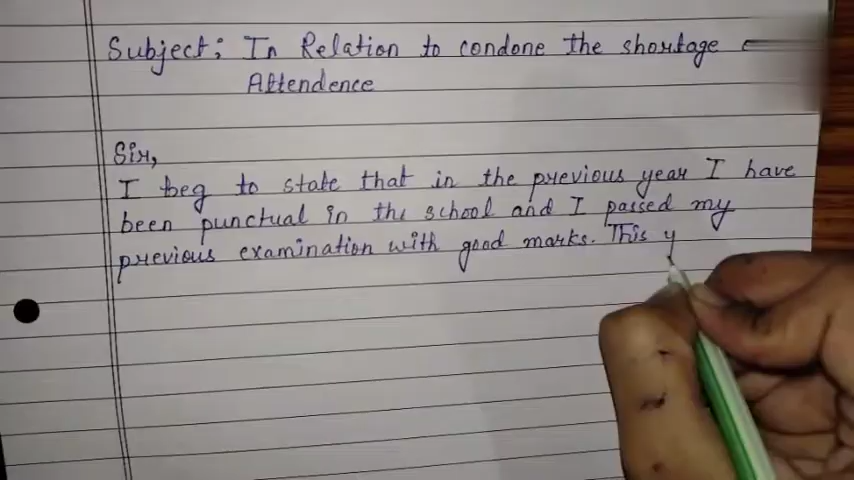 Subject; In Relation to condone the shortage
Attendence
Sir,
I beg to state that in the previous year I have
been punctual in the school and I passed my
previous examination with good marks. This y